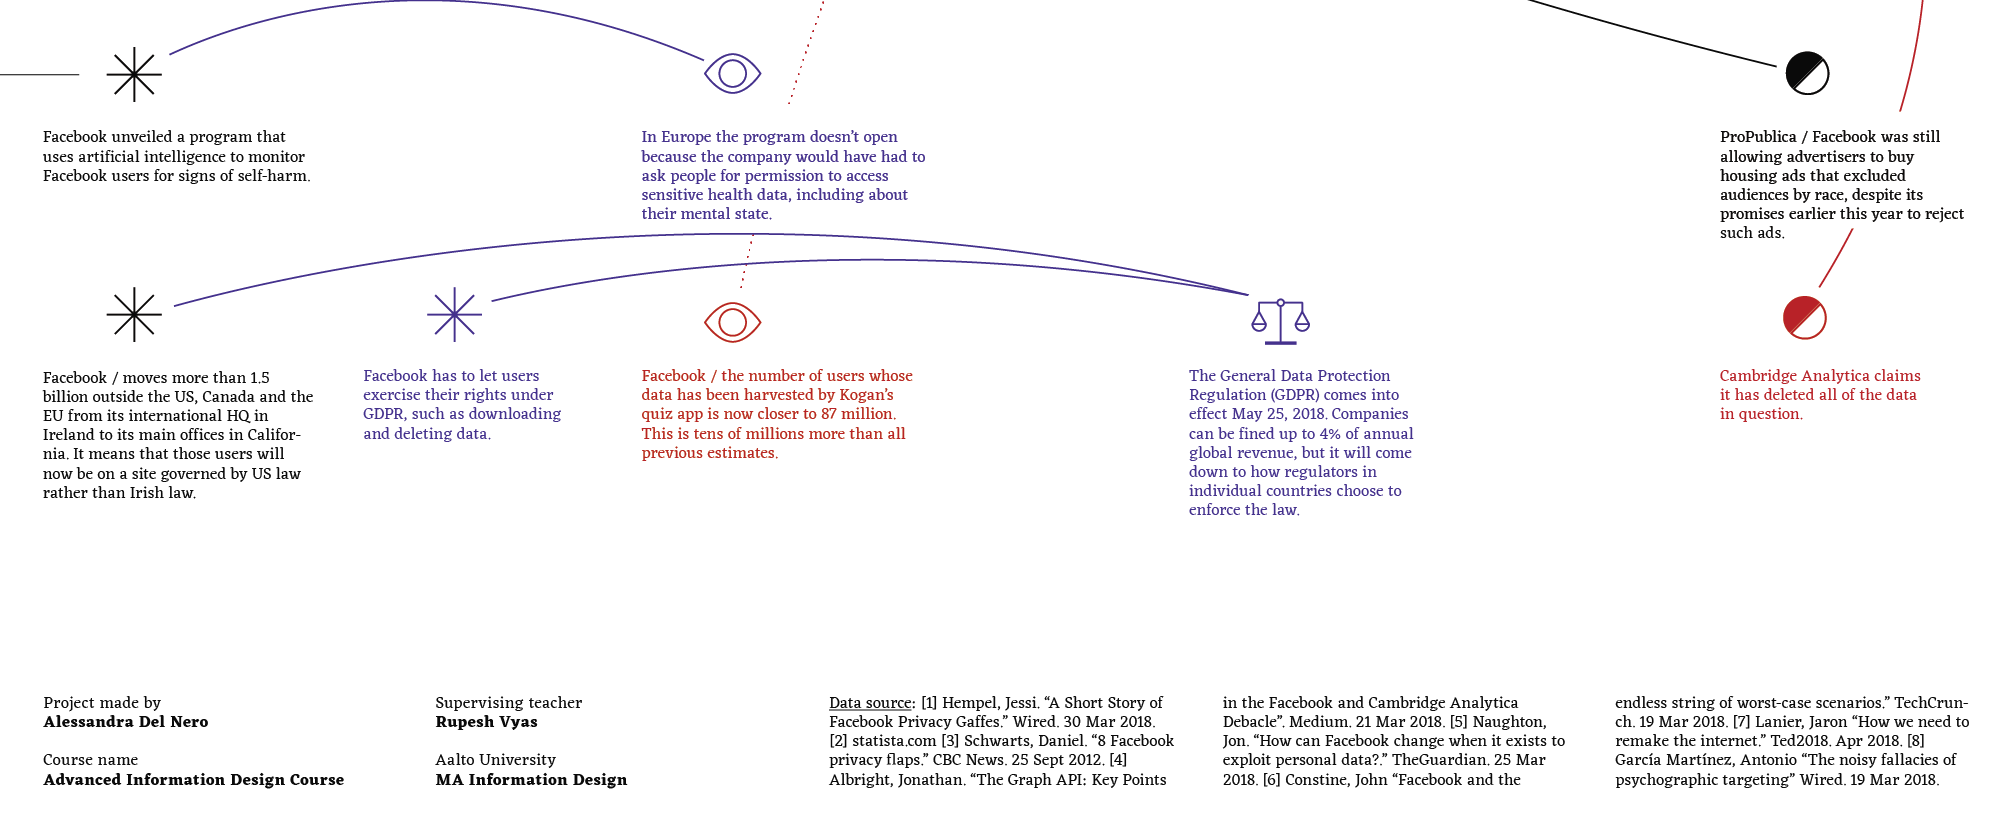 Facebook unveiled a program that
uses artificial intelligence to monitor
Facebook users for signs of self-harm.
In Europe the program doesn’t open
because the company would have had to
ask people for permission to access
sensitive health data, including about
their mental state.
ProPublica / Facebook was still
allowing advertisers to buy
housing ads that excluded
audiences by race, despite its
promises earlier this year to reject
such ads.
Facebook / moves more than 1.5
billion outside the US, Canada and the
EU from its international HQ in
Ireland to its main offices in Califor-
nia. It means that those users will
now be on a site governed by US law
rather than Irish law.
Facebook has to let users
exercise their rights under
GDPR, such as downloading
and deleting data.
Facebook / the number of users whose
data has been harvested by Kogan’s
quiz app is now closer to 87 million.
This is tens of millions more than all
previous estimates.
The General Data Protection
Regulation (GDPR) comes into
effect May 25, 2018. Companies
can be fined up to 4% of annual
global revenue, but it will come
down to how regulators in
individual countries choose to
enforce the law.
Cambridge Analytica claims
it has deleted all of the data
in question.
Project made by
Alessandra Del Nero
Course name
Advanced Information Design Course
Supervising teacher
Rupesh Vyas
Aalto University
MA Information Design
Data source: [1] Hempel, Jessi. “A Short Story of
Facebook Privacy Gaffes.” Wired. 30 Mar 2018.
[2] statista.com [3] Schwarts, Daniel. “8 Facebook
privacy flaps.” CBC News. 25 Sept 2012. [4]
Albright, Jonathan. “The Graph API: Key Points
in the Facebook and Cambridge Analytica
Debacle”. Medium. 21 Mar 2018. [5] Naughton,
Jon. “How can Facebook change when it exists to
exploit personal data?.” TheGuardian. 25 Mar
2018. [6] Constine, John “Facebook and the
endless string of worst-case scenarios.” TechCrun-
ch. 19 Mar 2018. [7] Lanier, Jaron “How we need to
remake the internet.” Ted2018. Apr 2018. [8]
García Martínez, Antonio “The noisy fallacies of
psychographic targeting” Wired. 19 Mar 2018.